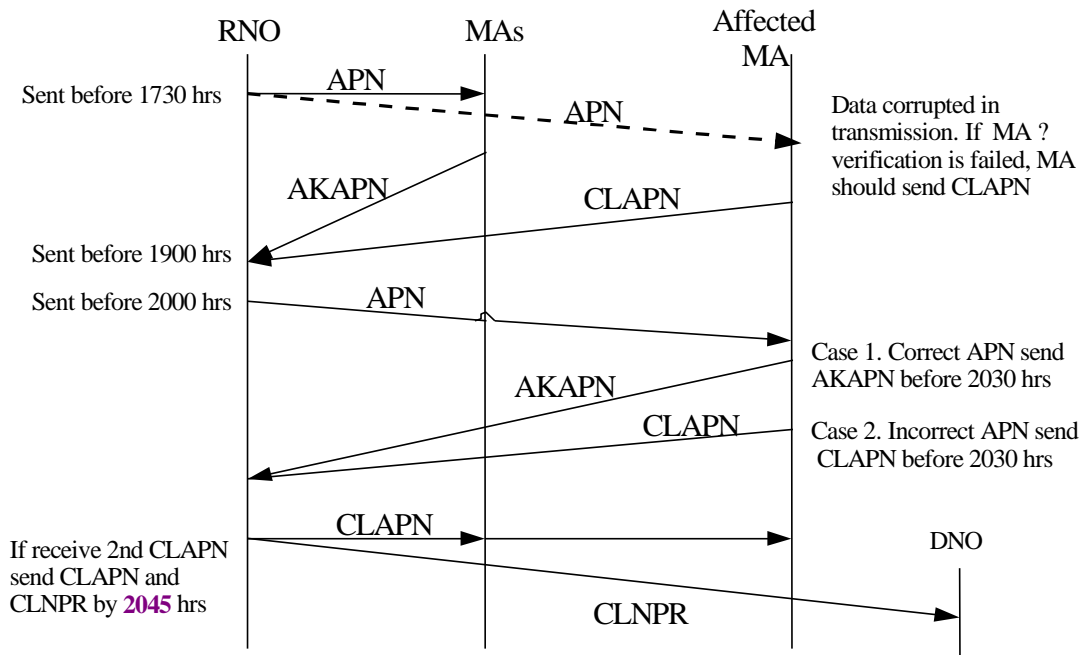 RNO
MAs
Affected
MA
APN
Sent before 1730 hrs
APN
Data corrupted in
transmission. If MA ?
verification is failed, MA
should send CLAPN
AKAPN
CLAPN
Sent before 1900 hrs
Sent before 2000 hrs
APN
Case 1. Correct APN send
AKAPN before 2030 hrs
AKAPN
CLAPN
Case 2. Incorrect APN send
CLAPN before 2030 hrs
CLAPN
DNO
If receive 2nd CLAPN
send CLAPN and
CLNPR by 2045 hrs
CLNPR